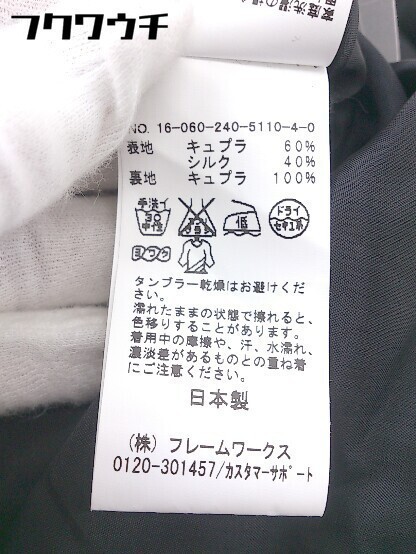 フクワウチ
NO. 16-060-240-5110-4-0
表地 キュプラ 60%
シルク 40%
裏地 キュプラ 100%
手洗イ 30 中性
低
ドライ セキユ系
ヨワク
タンブラー乾燥はお避けくだ
さい。
濡れたままの状態で擦れると、
色移りすることがあります。
着用中の摩擦や、汗、水濡れ、
濃淡差があるものとの重ね着
にご注意ください。
日本製
(株) フレームワークス
0120-301457/カスタマーサポート